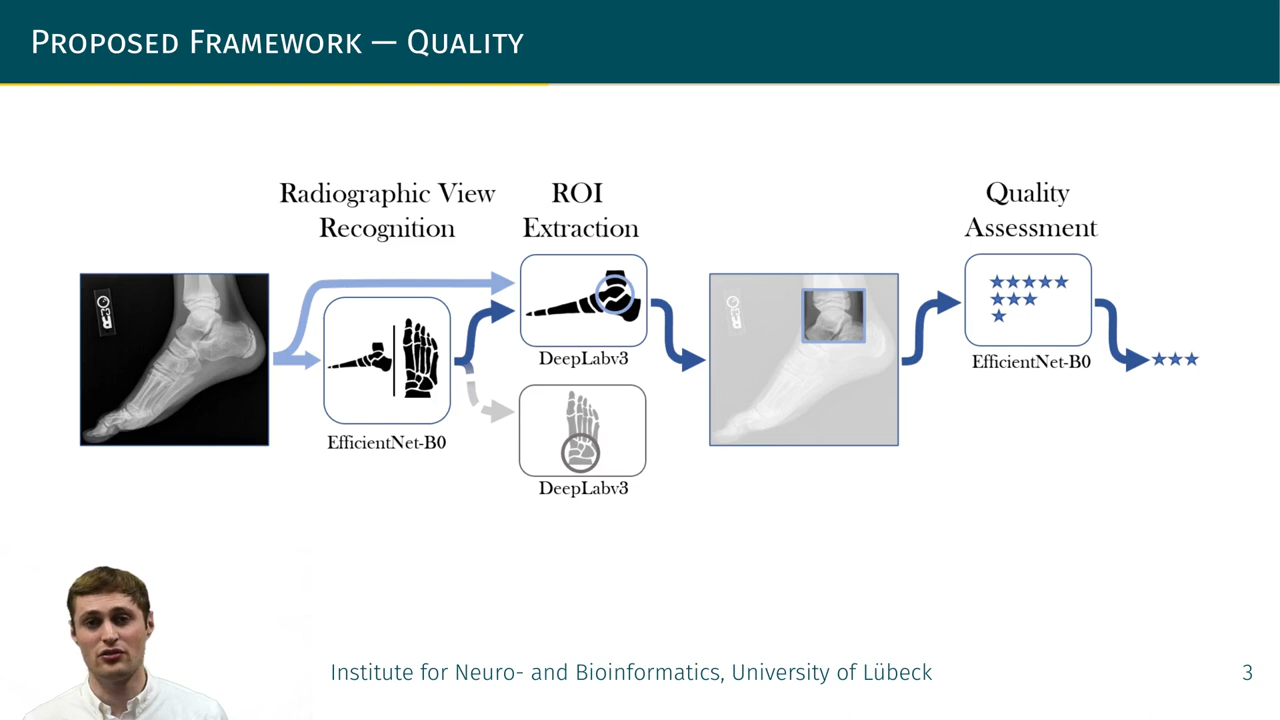 Proposed Framework — Quality
Radiographic View
Recognition
ROI
Extraction
Quality
Assessment
DeepLabv3
EfficientNet-B0
EfficientNet-B0
DeepLabv3
Institute for Neuro- and Bioinformatics, University of Lübeck
3